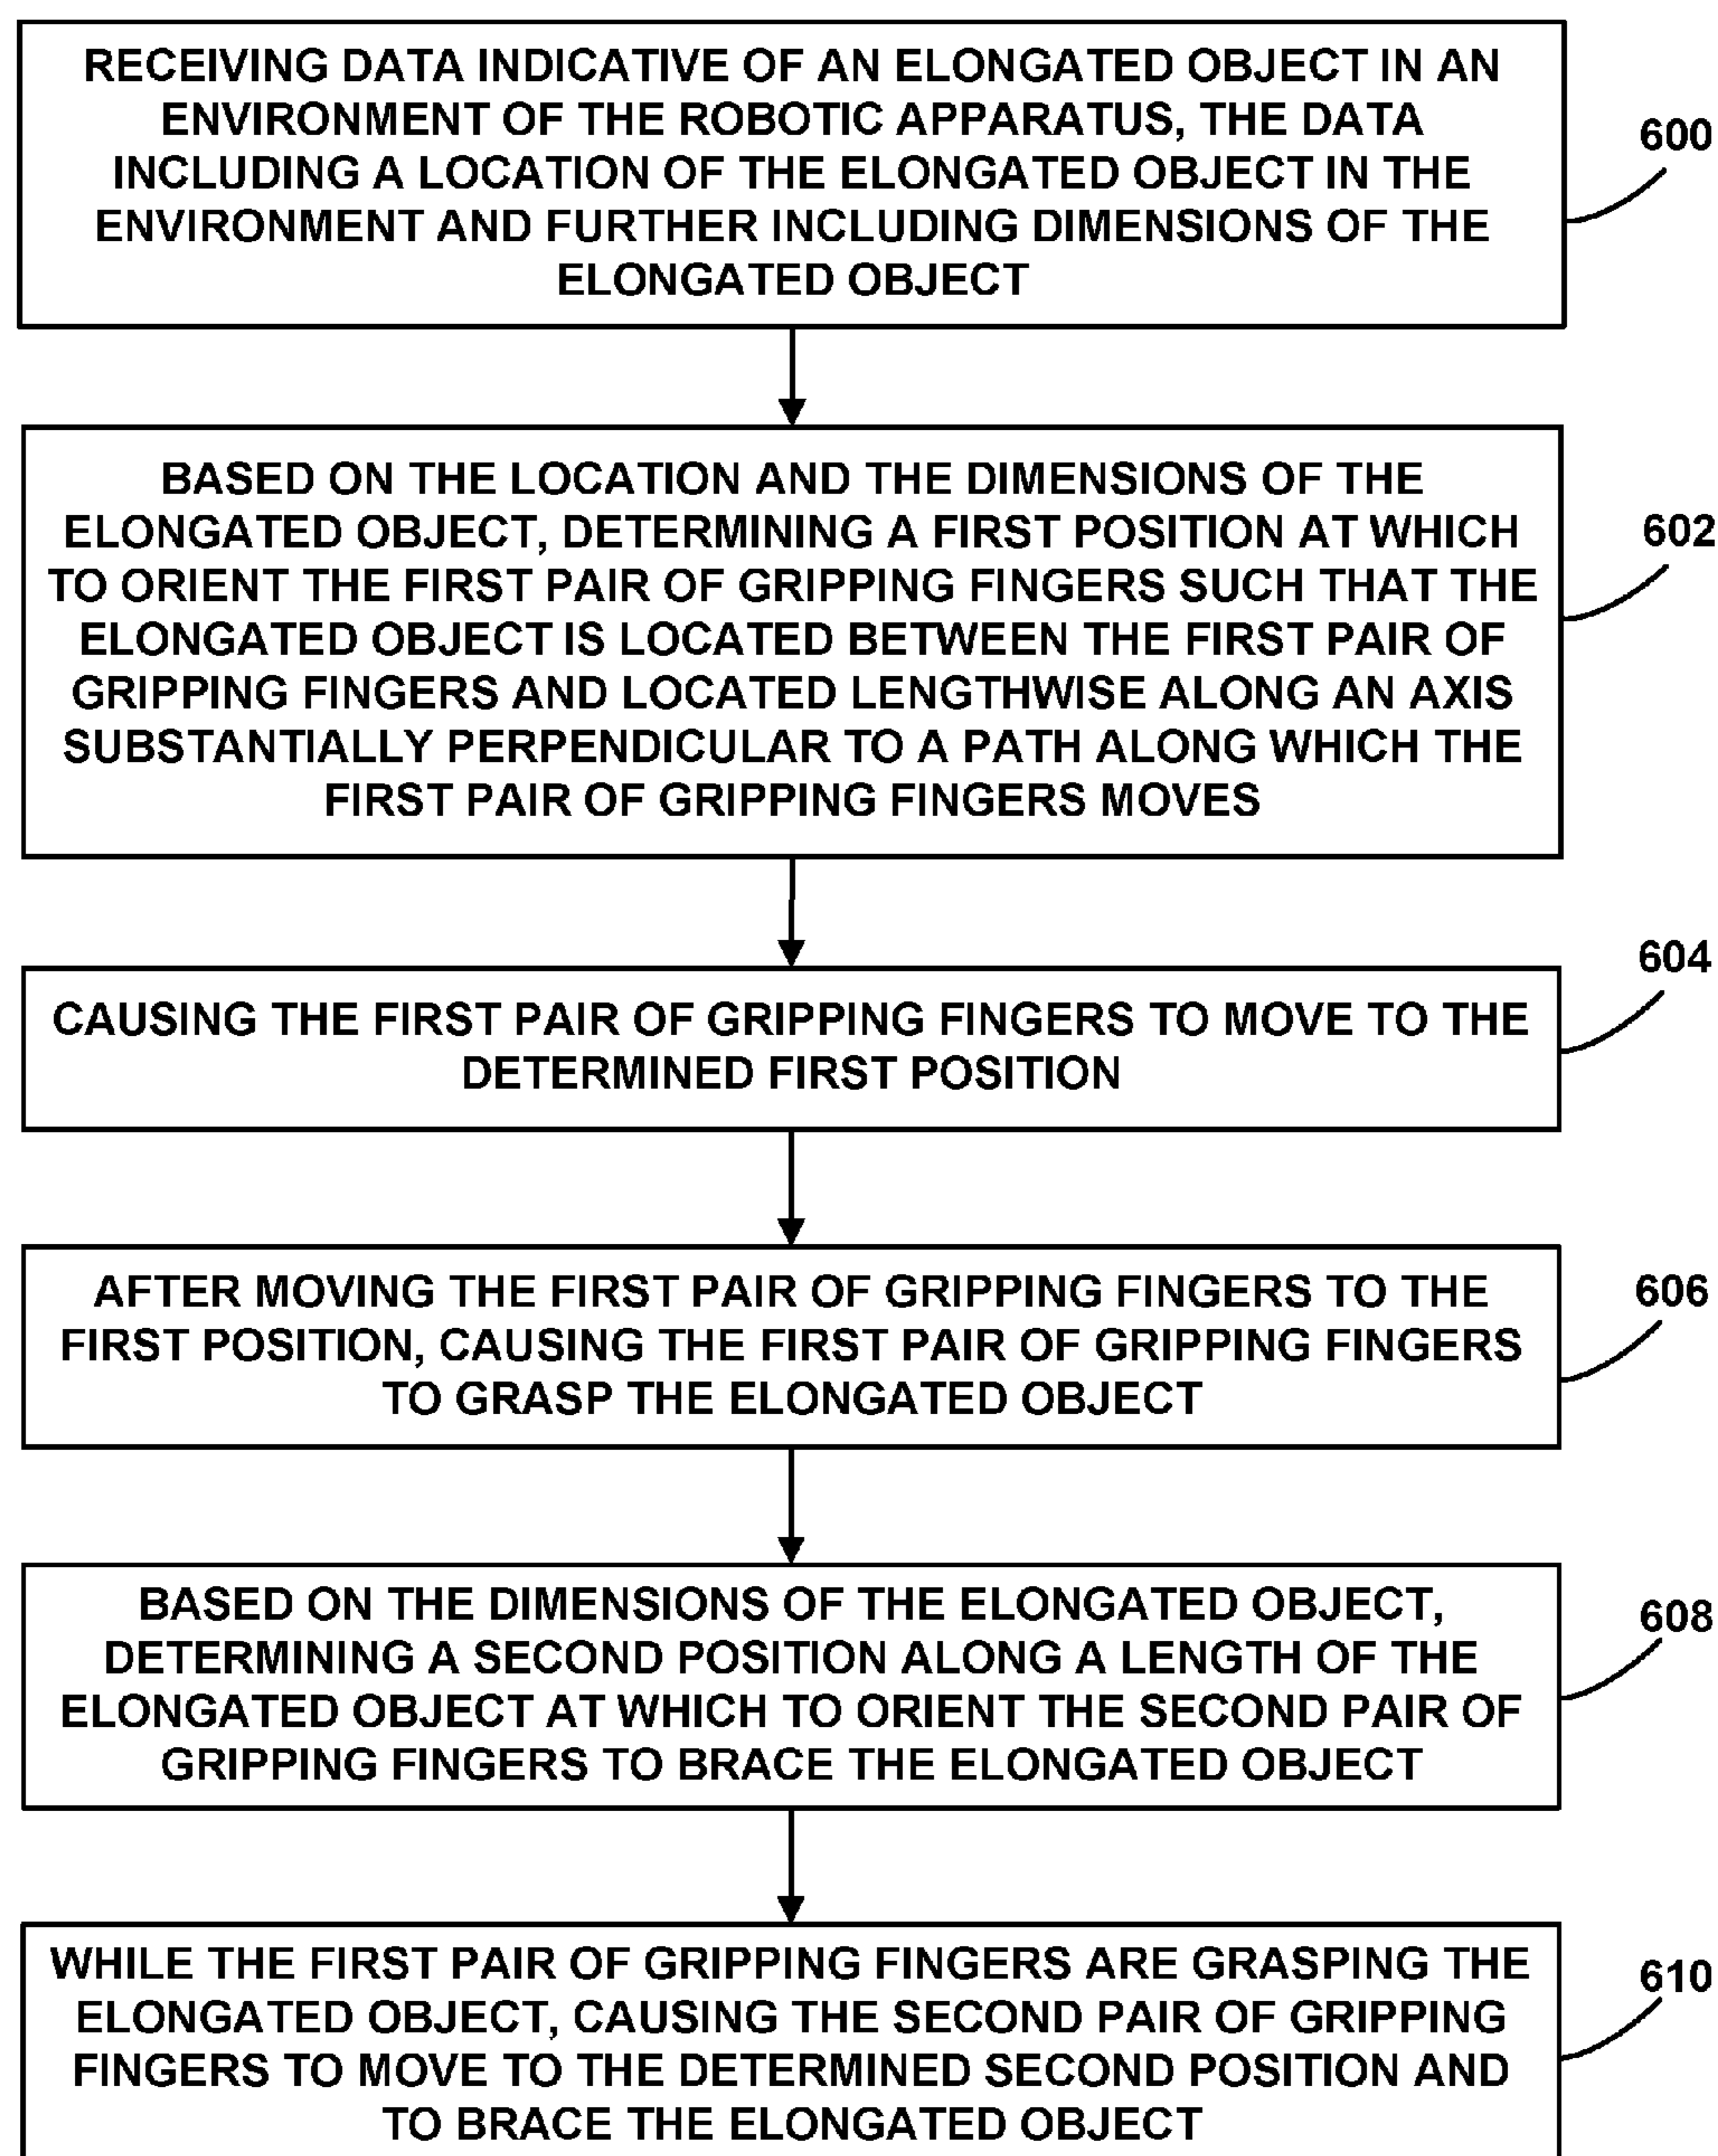 RECEIVING DATA INDICATIVE OF AN ELONGATED OBJECT IN AN
ENVIRONMENT OF THE ROBOTIC APPARATUS, THE DATA
INCLUDING A LOCATION OF THE ELONGATED OBJECT IN THE
ENVIRONMENT AND FURTHER INCLUDING DIMENSIONS OF THE
ELONGATED OBJECT
600
BASED ON THE LOCATION AND THE DIMENSIONS OF THE
ELONGATED OBJECT, DETERMINING A FIRST POSITION AT WHICH
TO ORIENT THE FIRST PAIR OF GRIPPING FINGERS SUCH THAT THE
ELONGATED OBJECT IS LOCATED BETWEEN THE FIRST PAIR OF
GRIPPING FINGERS AND LOCATED LENGTHWISE ALONG AN AXIS
SUBSTANTIALLY PERPENDICULAR TO A PATH ALONG WHICH THE
FIRST PAIR OF GRIPPING FINGERS MOVES
602
CAUSING THE FIRST PAIR OF GRIPPING FINGERS TO MOVE TO THE
DETERMINED FIRST POSITION
604
AFTER MOVING THE FIRST PAIR OF GRIPPING FINGERS TO THE
FIRST POSITION, CAUSING THE FIRST PAIR OF GRIPPING FINGERS
TO GRASP THE ELONGATED OBJECT
606
BASED ON THE DIMENSIONS OF THE ELONGATED OBJECT,
DETERMINING A SECOND POSITION ALONG A LENGTH OF THE
ELONGATED OBJECT AT WHICH TO ORIENT THE SECOND PAIR OF
GRIPPING FINGERS TO BRACE THE ELONGATED OBJECT
608
WHILE THE FIRST PAIR OF GRIPPING FINGERS ARE GRASPING THE
ELONGATED OBJECT, CAUSING THE SECOND PAIR OF GRIPPING
FINGERS TO MOVE TO THE DETERMINED SECOND POSITION AND
TO BRACE THE ELONGATED OBJECT
610